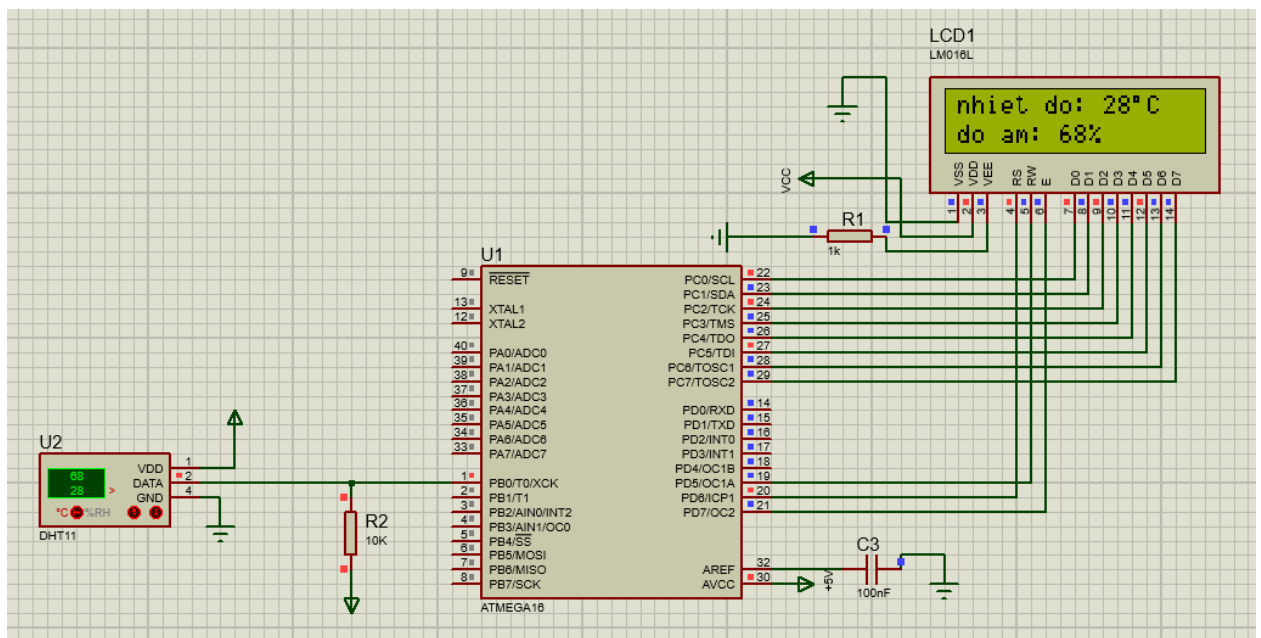 LCD1
LM016L
nhiet do: 28°C
do am: 68%
VSS VDD VEE RS RW E D0 D1 D2 D3 D4 D5 D6 D7
1 2 3 4 5 6 7 8 9 10 11 12 13 14
VCC
R1
1k
U1
9 RESET PC0/SCL 22
PC1/SDA 23
13 XTAL1 PC2/TCK 24
12 XTAL2 PC3/TMS 25
PC4/TDO 26
40 PA0/ADC0 PC5/TDI 27
39 PA1/ADC1 PC6/TOSC1 28
38 PA2/ADC2 PC7/TOSC2 29
37 PA3/ADC3
36 PA4/ADC4 PD0/RXD 14
35 PA5/ADC5 PD1/TXD 15
34 PA6/ADC6 PD2/INT0 16
33 PA7/ADC7 PD3/INT1 17
PD4/OC1B 18
1 PB0/T0/XCK PD5/OC1A 19
2 PB1/T1 PD6/ICP1 20
3 PB2/AIN0/INT2 PD7/OC2 21
4 PB3/AIN1/OC0
5 PB4/SS
6 PB5/MOSI
7 PB6/MISO AREF 32
8 PB7/SCK AVCC 30
ATMEGA16
U2
68
28
>
°C %RH
VDD 1
DATA 2
GND 4
DHT11
R2
10K
C3
100nF
+5V